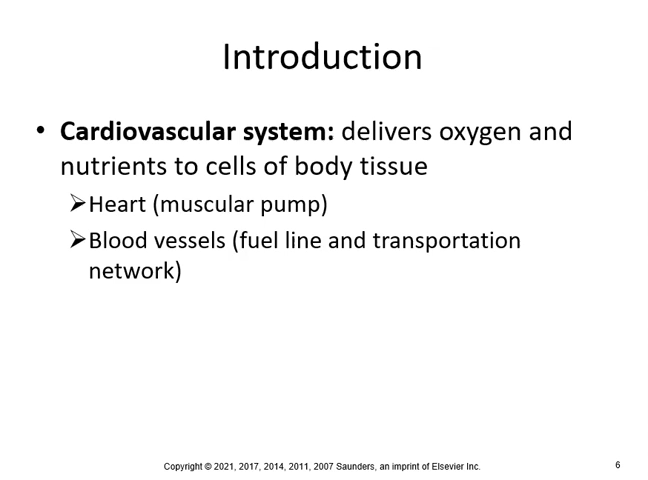 Introduction
• Cardiovascular system: delivers oxygen and
nutrients to cells of body tissue
➢Heart (muscular pump)
➢Blood vessels (fuel line and transportation
network)
Copyright © 2021, 2017, 2014, 2011, 2007 Saunders, an imprint of Elsevier Inc.
6